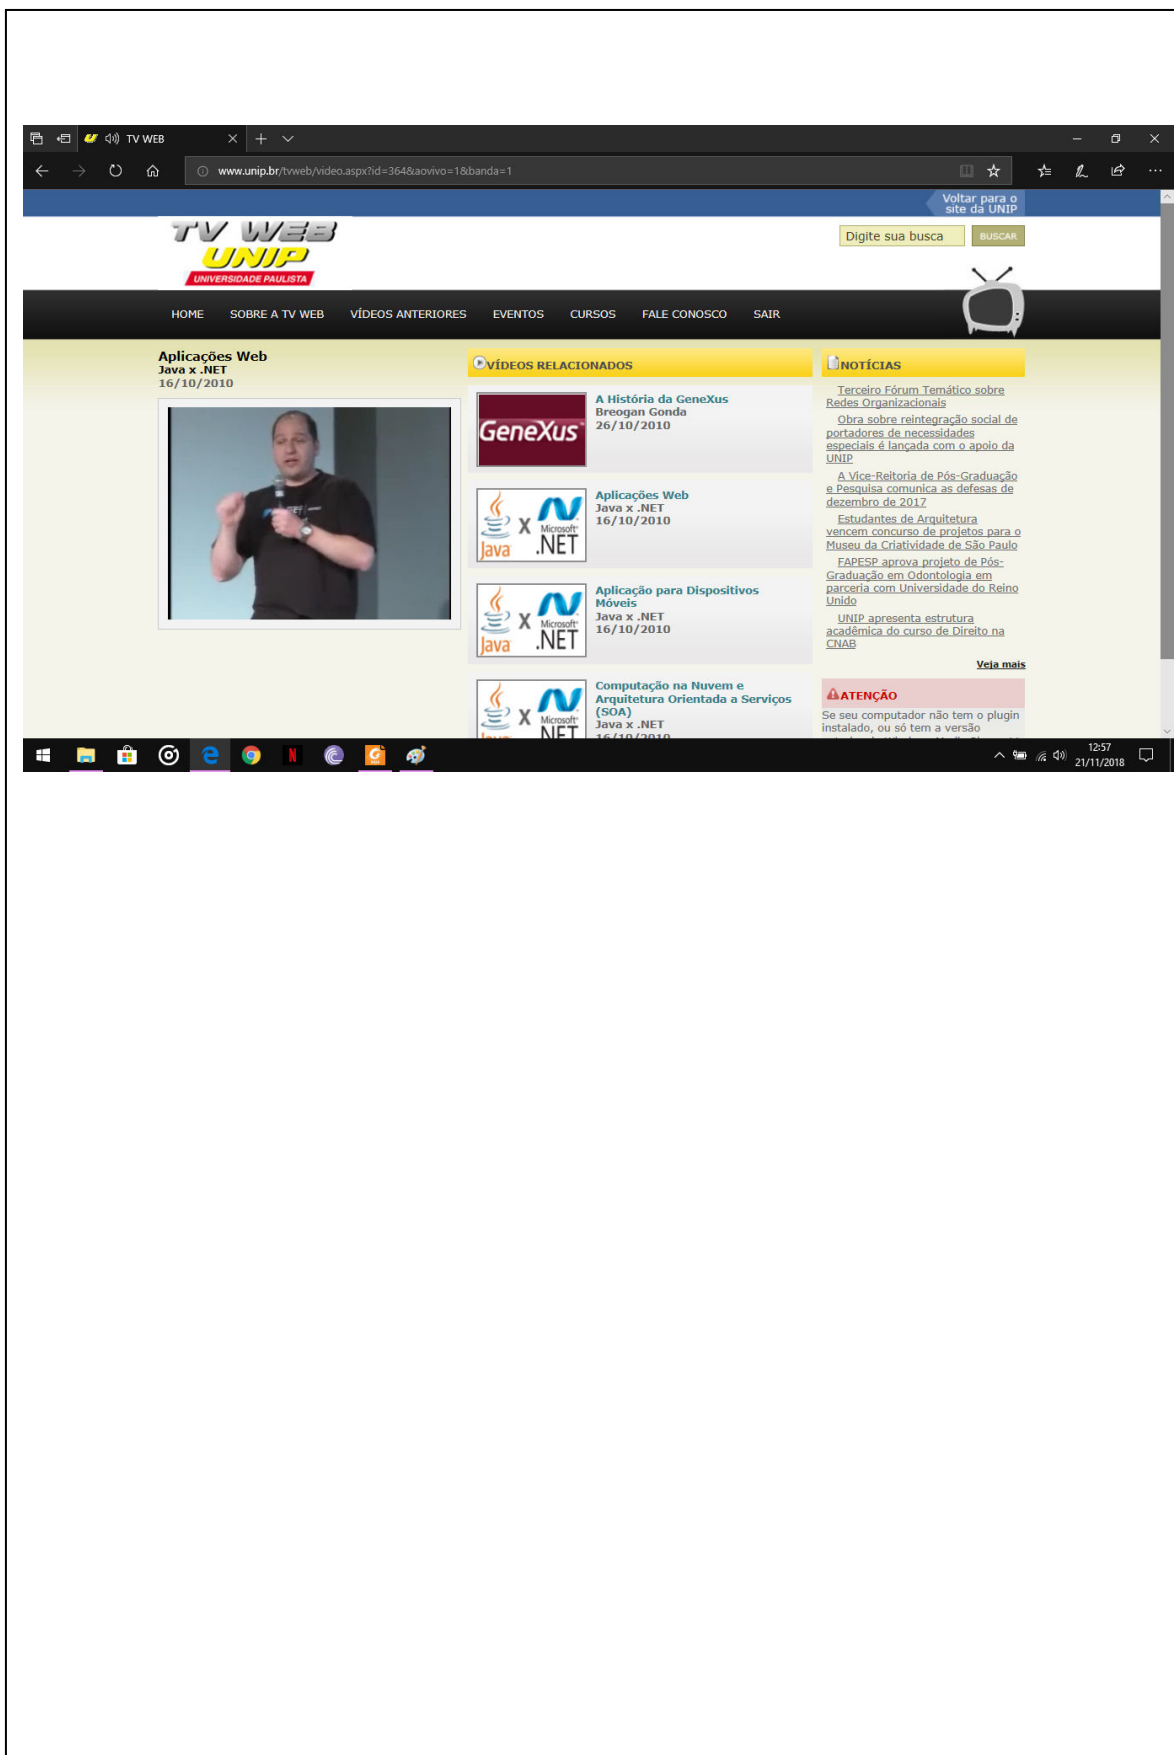 TV WEB
www.unip.br/tvweb/video.aspx?id=364&aovivo=1&banda=1
Voltar para o
site da UNIP
TV WEB
UNIP
UNIVERSIDADE PAULISTA
Digite sua busca
BUSCAR
HOME SOBRE A TV WEB VÍDEOS ANTERIORES EVENTOS CURSOS FALE CONOSCO SAIR
Aplicações Web
Java x .NET
16/10/2010
VÍDEOS RELACIONADOS
GeneXus
A História da GeneXus
Breogan Gonda
26/10/2010
Java X Microsoft .NET
Aplicações Web
Java x .NET
16/10/2010
Java X Microsoft .NET
Aplicação para Dispositivos
Móveis
Java x .NET
16/10/2010
X Microsoft .NET
Computação na Nuvem e
Arquitetura Orientada a Serviços
(SOA)
Java x .NET
16/10/2010
NOTÍCIAS
Terceiro Fórum Temático sobre
Redes Organizacionais
Obra sobre reintegração social de
portadores de necessidades
especiais é lançada com o apoio da
UNIP
A Vice-Reitoria de Pós-Graduação
e Pesquisa comunica as defesas de
dezembro de 2017
Estudantes de Arquitetura
vencem concurso de projetos para o
Museu da Criatividade de São Paulo
FAPESP aprova projeto de Pós-
Graduação em Odontologia em
parceria com Universidade do Reino
Unido
UNIP apresenta estrutura
acadêmica do curso de Direito na
CNAB
Veja mais
ATENÇÃO
Se seu computador não tem o plugin
instalado, ou só tem a versão
12:57
21/11/2018